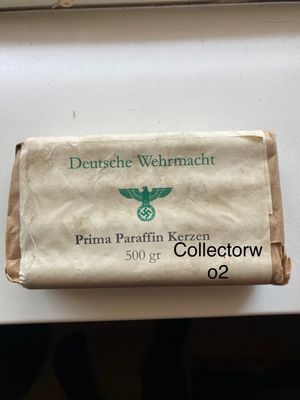 Deutsche Wehrmacht
Prima Paraffin Kerzen
500 gr
Collectorw
o2